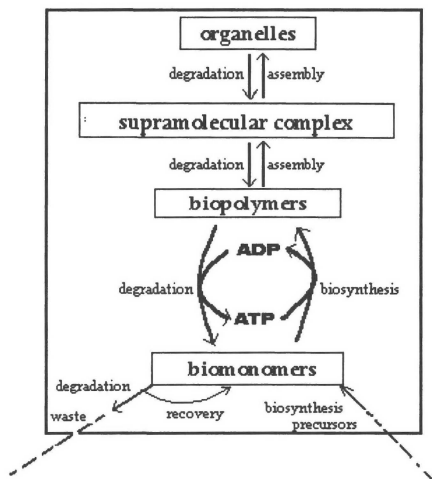 organelles
degradation assembly
supramolecular complex
degradation assembly
biopolymers
ADP
degradation biosynthesis
ATP
biomonomers
degradation
waste recovery biosynthesis
precursors